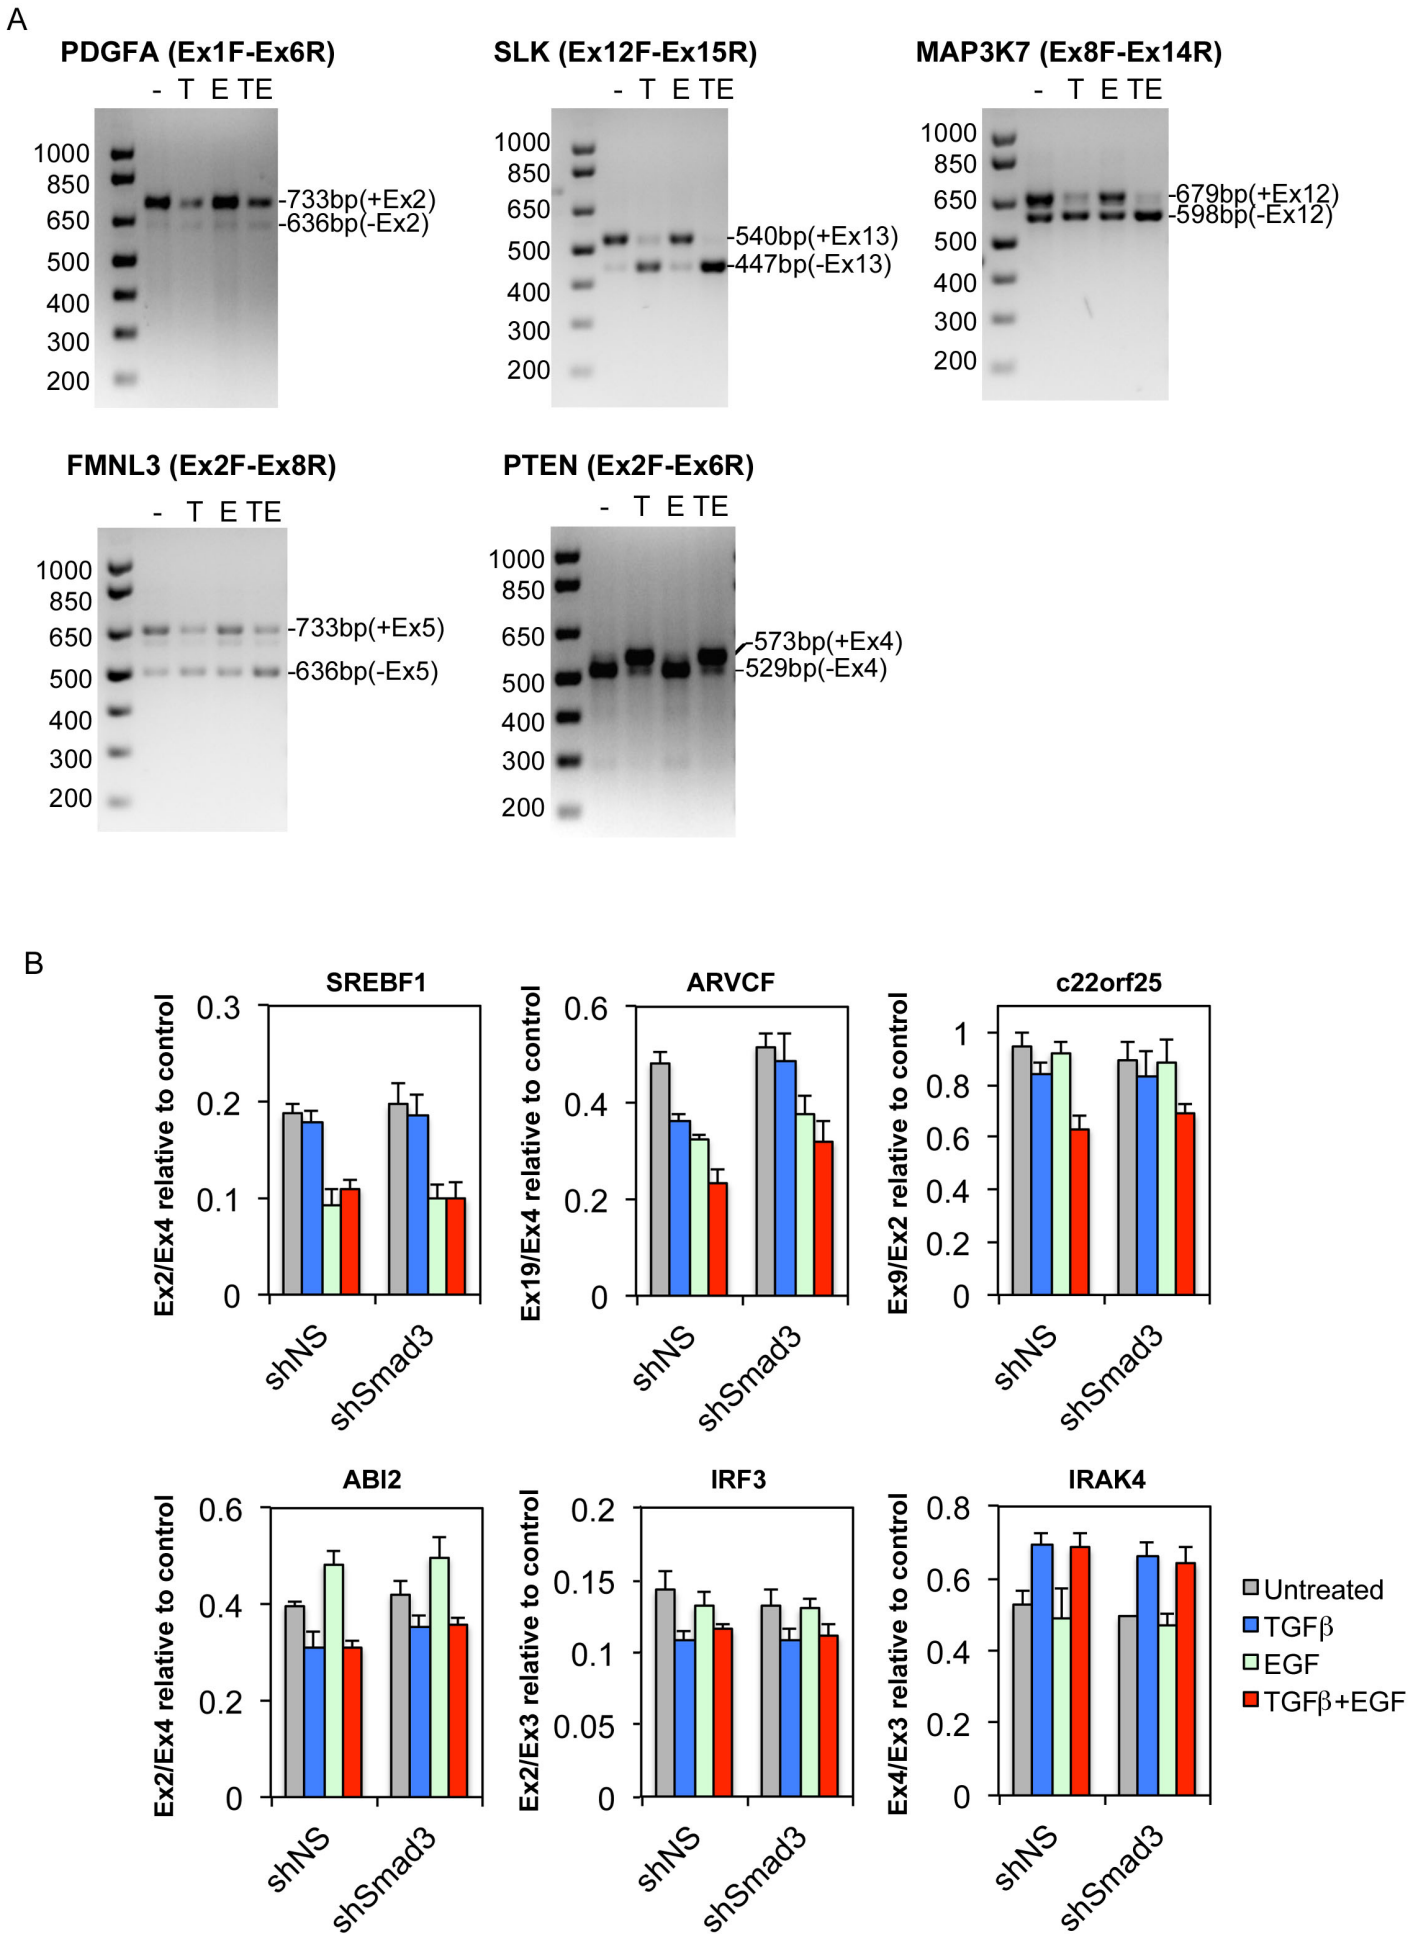 A
PDGFA (Ex1F-Ex6R)
- T E TE
1000
850
650
500
400
300
200
-733bp(+Ex2)
-636bp(-Ex2)
SLK (Ex12F-Ex15R)
- T E TE
1000
850
650
500
400
300
200
-540bp(+Ex13)
-447bp(-Ex13)
MAP3K7 (Ex8F-Ex14R)
- T E TE
1000
850
650
500
400
300
200
-679bp(+Ex12)
-598bp(-Ex12)
FMNL3 (Ex2F-Ex8R)
- T E TE
1000
850
650
500
400
300
200
-733bp(+Ex5)
-636bp(-Ex5)
PTEN (Ex2F-Ex6R)
- T E TE
1000
850
650
500
400
300
200
-573bp(+Ex4)
-529bp(-Ex4)
B
SREBF1
Ex2/Ex4 relative to control
0.3
0.2
0.1
0
shNS
shSmad3
ARVCF
Ex19/Ex4 relative to control
0.6
0.4
0.2
0
shNS
shSmad3
c22orf25
Ex9/Ex2 relative to control
1
0.8
0.6
0.4
0.2
0
shNS
shSmad3
ABI2
Ex2/Ex4 relative to control
0.6
0.4
0.2
0
shNS
shSmad3
IRF3
Ex2/Ex3 relative to control
0.2
0.15
0.1
0.05
0
shNS
shSmad3
IRAK4
Ex4/Ex3 relative to control
0.8
0.6
0.4
0.2
0
shNS
shSmad3
Untreated
TGFβ
EGF
TGFβ+EGF